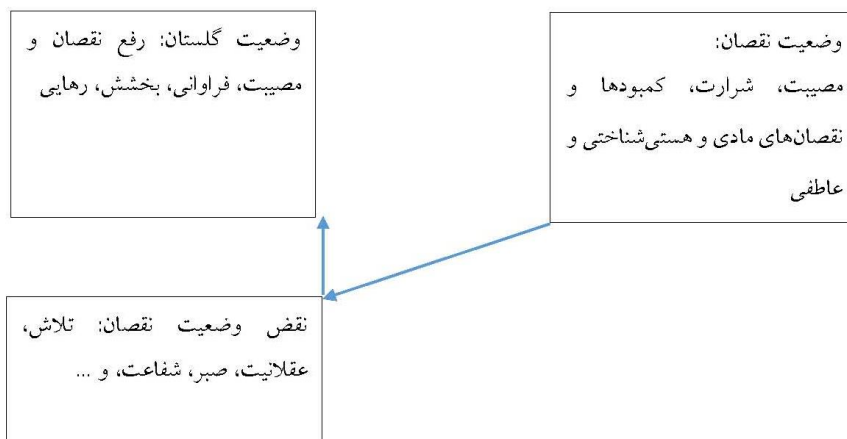 وضعیت نقصان:
مصیبت، شرارت، کمبودها و
نقصان‌های مادی و هستی‌شناختی و
عاطفی
وضعیت گلستان: رفع نقصان و
مصیبت، فراوانی، بخشش، رهایی
نقض وضعیت نقصان: تلاش،
عقلانیت، صبر، شفاعت، و ...